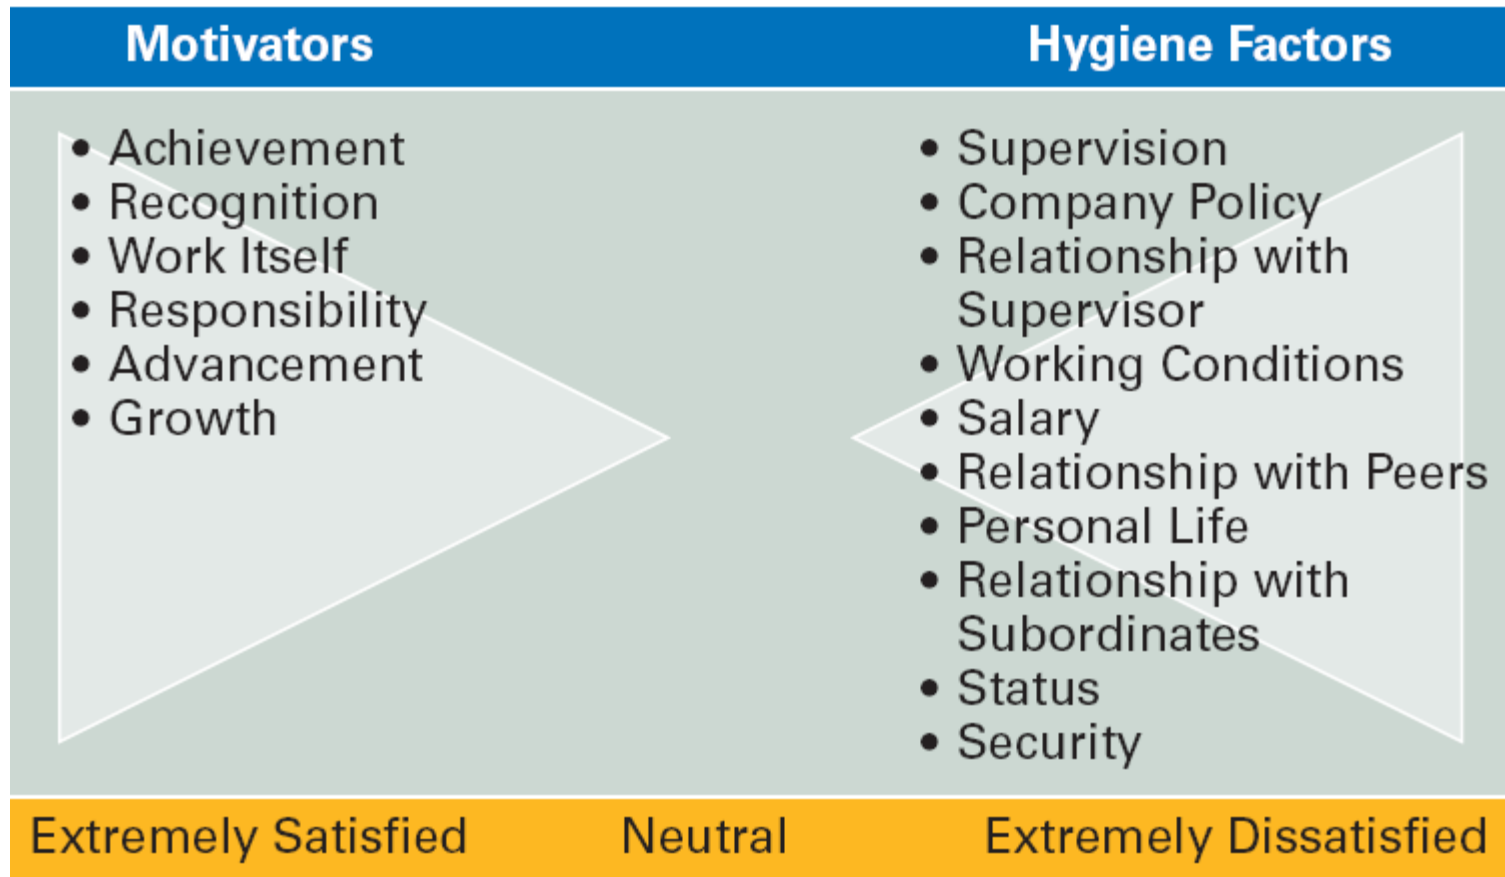 Motivators
Hygiene Factors
• Achievement
• Recognition
• Work Itself
• Responsibility
• Advancement
• Growth
• Supervision
• Company Policy
• Relationship with
Supervisor
• Working Conditions
• Salary
• Relationship with Peers
• Personal Life
• Relationship with
Subordinates
• Status
• Security
Extremely Satisfied
Neutral
Extremely Dissatisfied